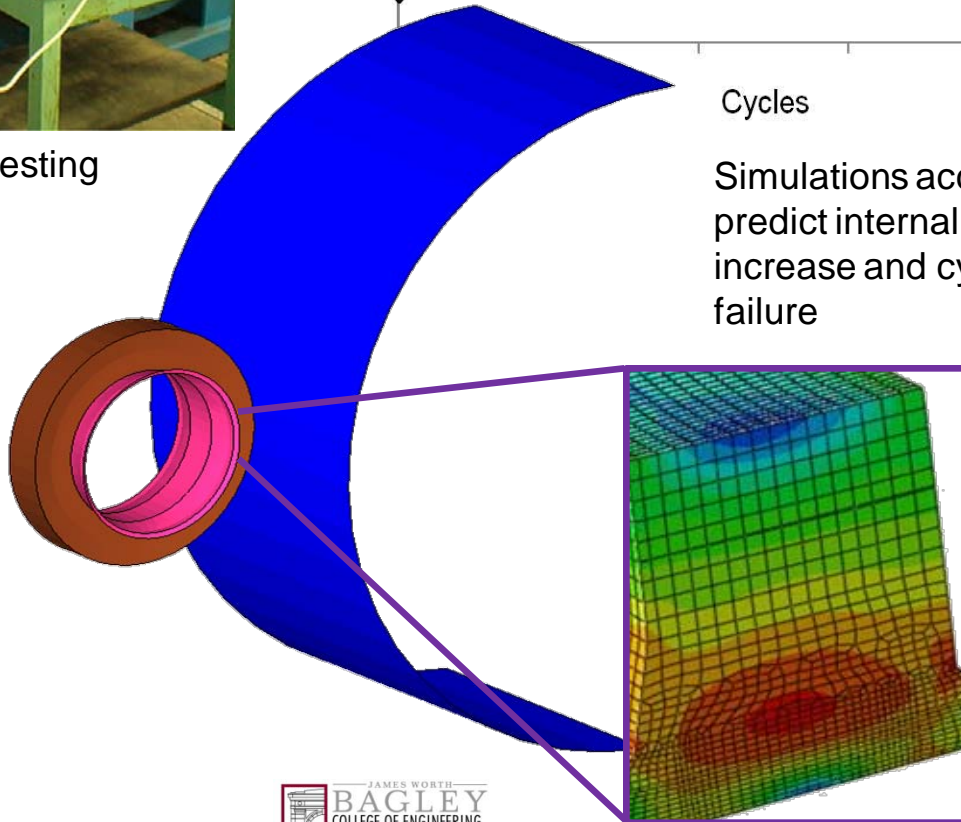 esting
Cycles
Simulations acc
predict internal
increase and cy
failure
JAMES WORTH
BAGLEY
COLLEGE OF ENGINEERING